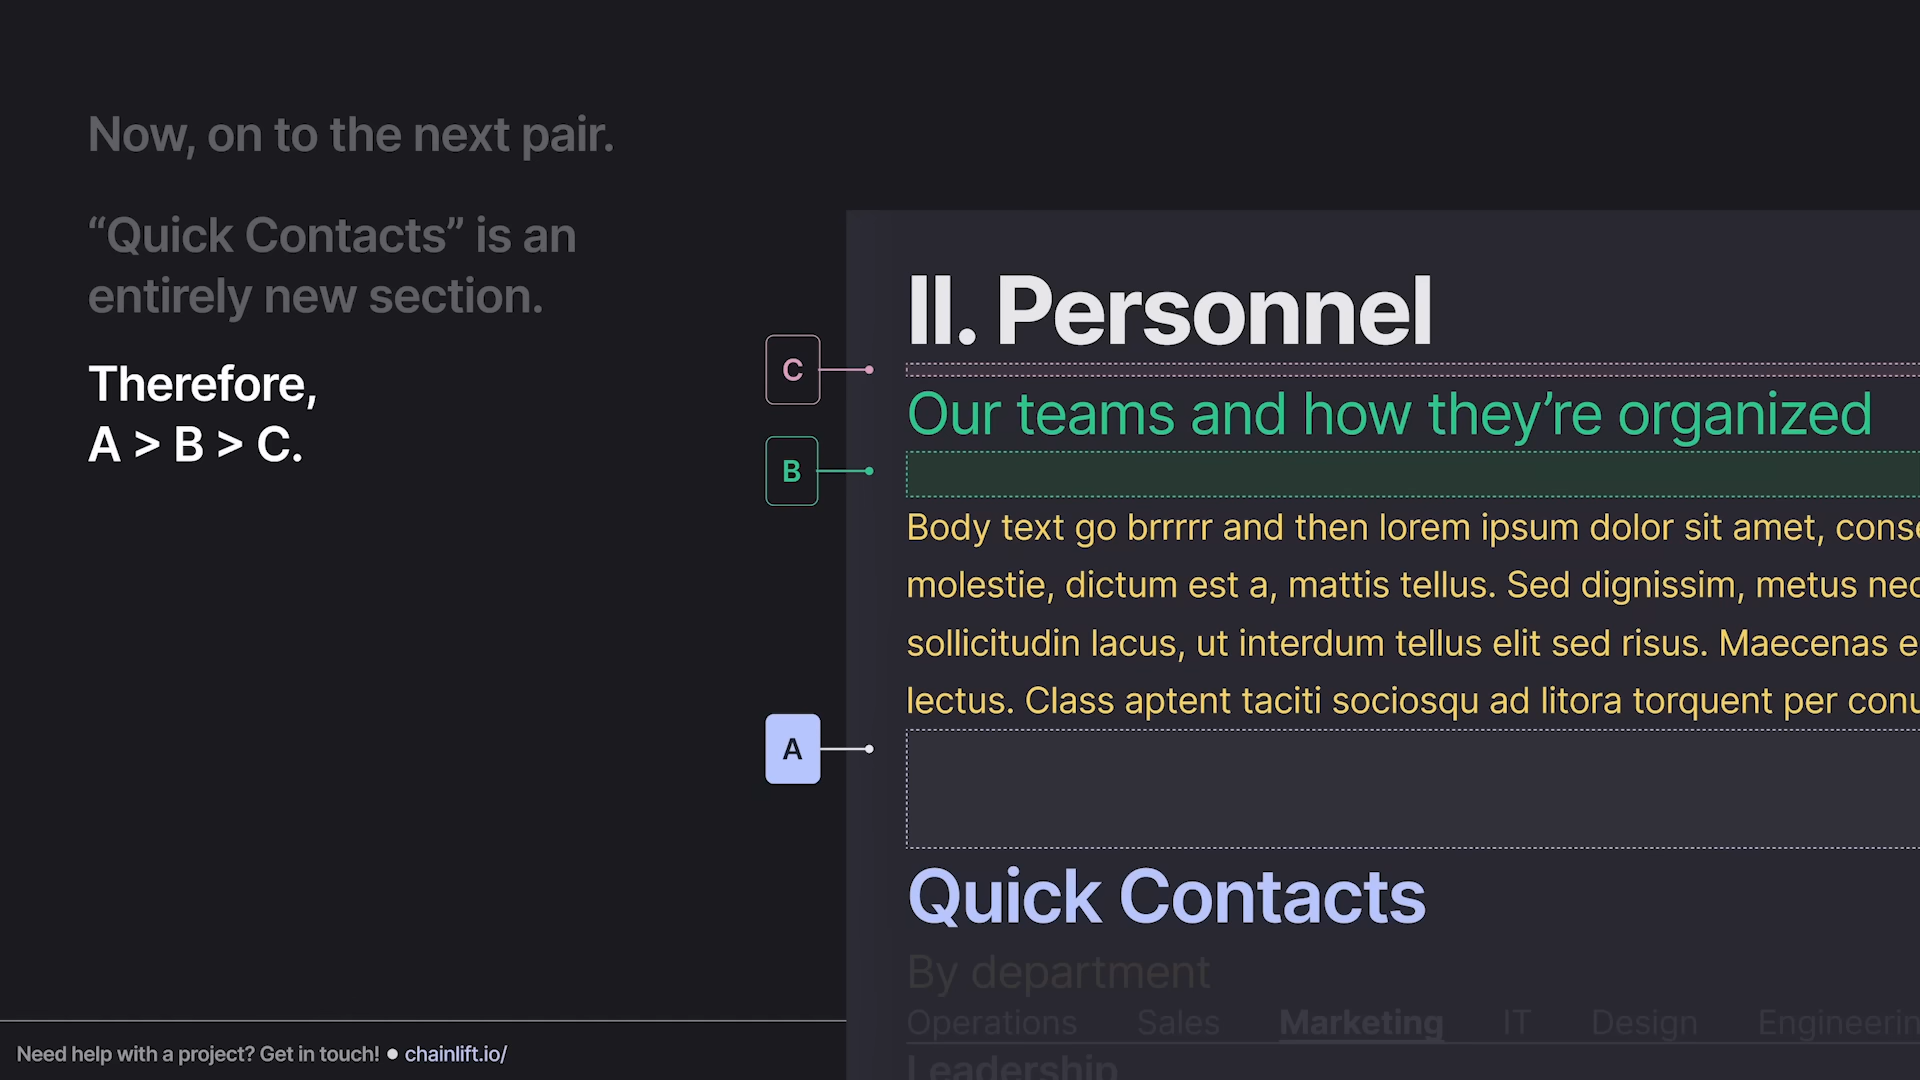 Now, on to the next pair.
“Quick Contacts” is an
entirely new section.
Therefore,
A > B > C.
C
B
A
II. Personnel
Our teams and how they’re organized
Body text go brrrrr and then lorem ipsum dolor sit amet,
molestie, dictum est a, mattis tellus. Sed dignissim, metus
sollicitudin lacus, ut interdum tellus elit sed risus. Maecenas
lectus. Class aptent taciti sociosqu ad litora torquent per
Quick Contacts
By department
Operations Sales Marketing IT Design
Leadership
Need help with a project? Get in touch! ● chainlift.io/